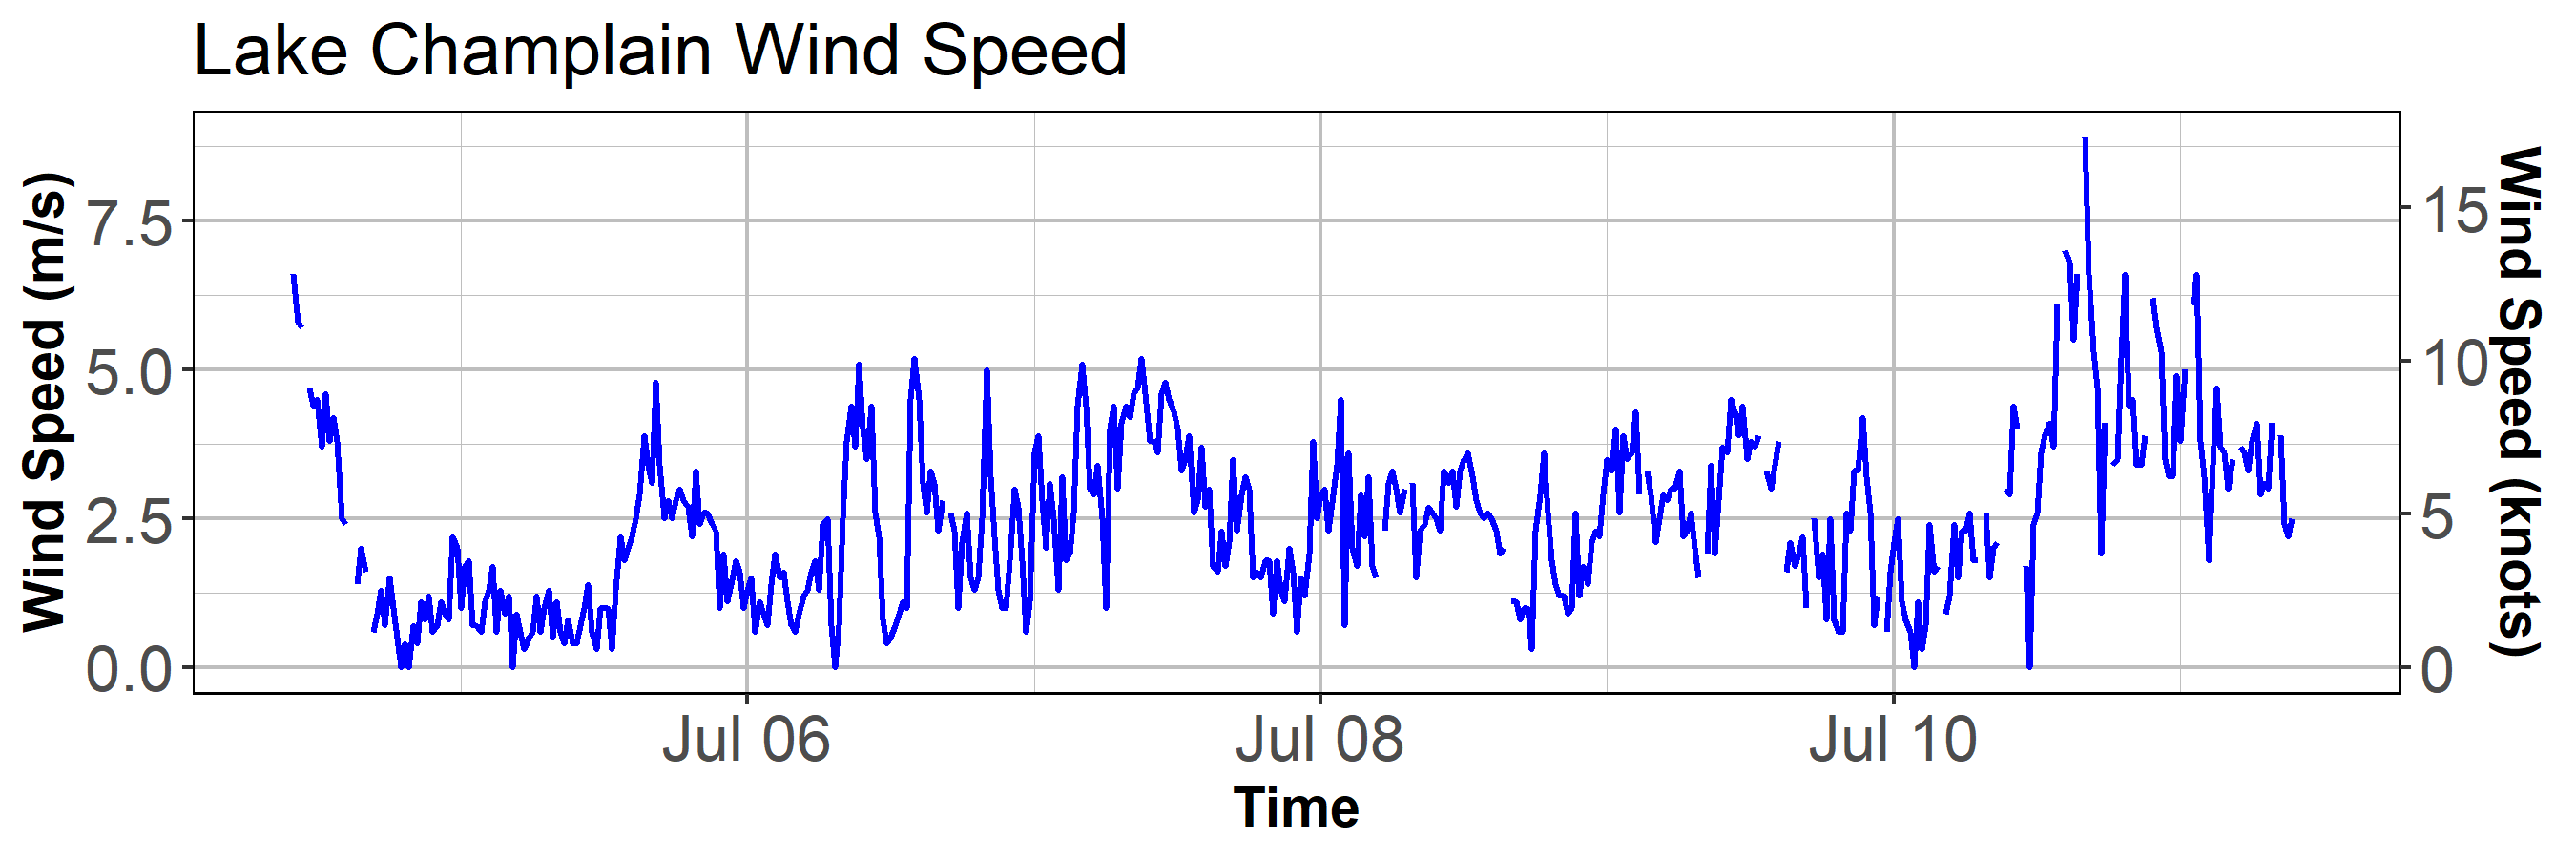 Lake Champlain Wind Speed
Wind Speed (m/s)
7.5
5.0
2.5
0.0
15
10
5
0
Wind Speed (knots)
Jul 06
Jul 08
Jul 10
Time